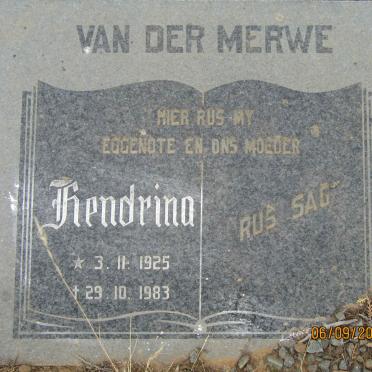 VAN DER MERWE
HIER RUS MY
EGGENOTE EN ONS MOEDER
Hendrina
* 3. 11. 1925
† 29. 10. 1983
RUS SAG
06/09/20